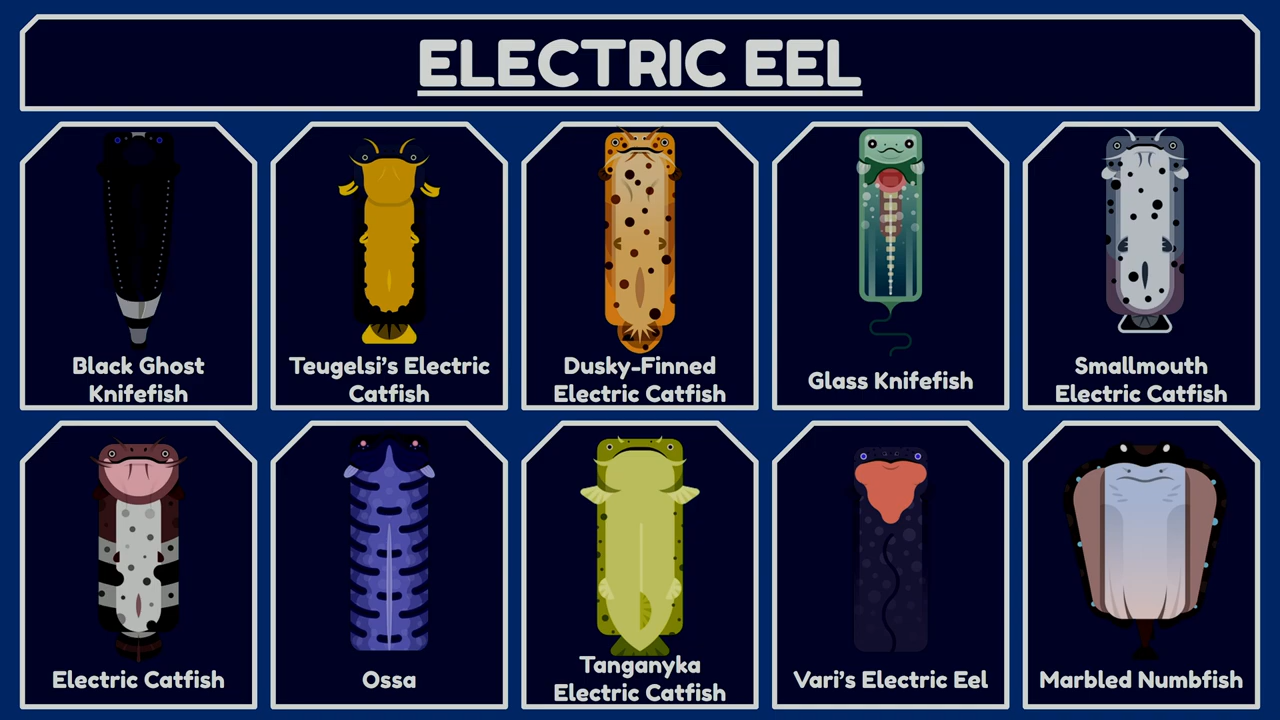 ELECTRIC EEL
Black Ghost
Knifefish
Teugelsi's Electric
Catfish
Dusky-Finned
Electric Catfish
Glass Knifefish
Smallmouth
Electric Catfish
Electric Catfish
Ossa
Tanganyka
Electric Catfish
Vari's Electric Eel
Marbled Numbfish